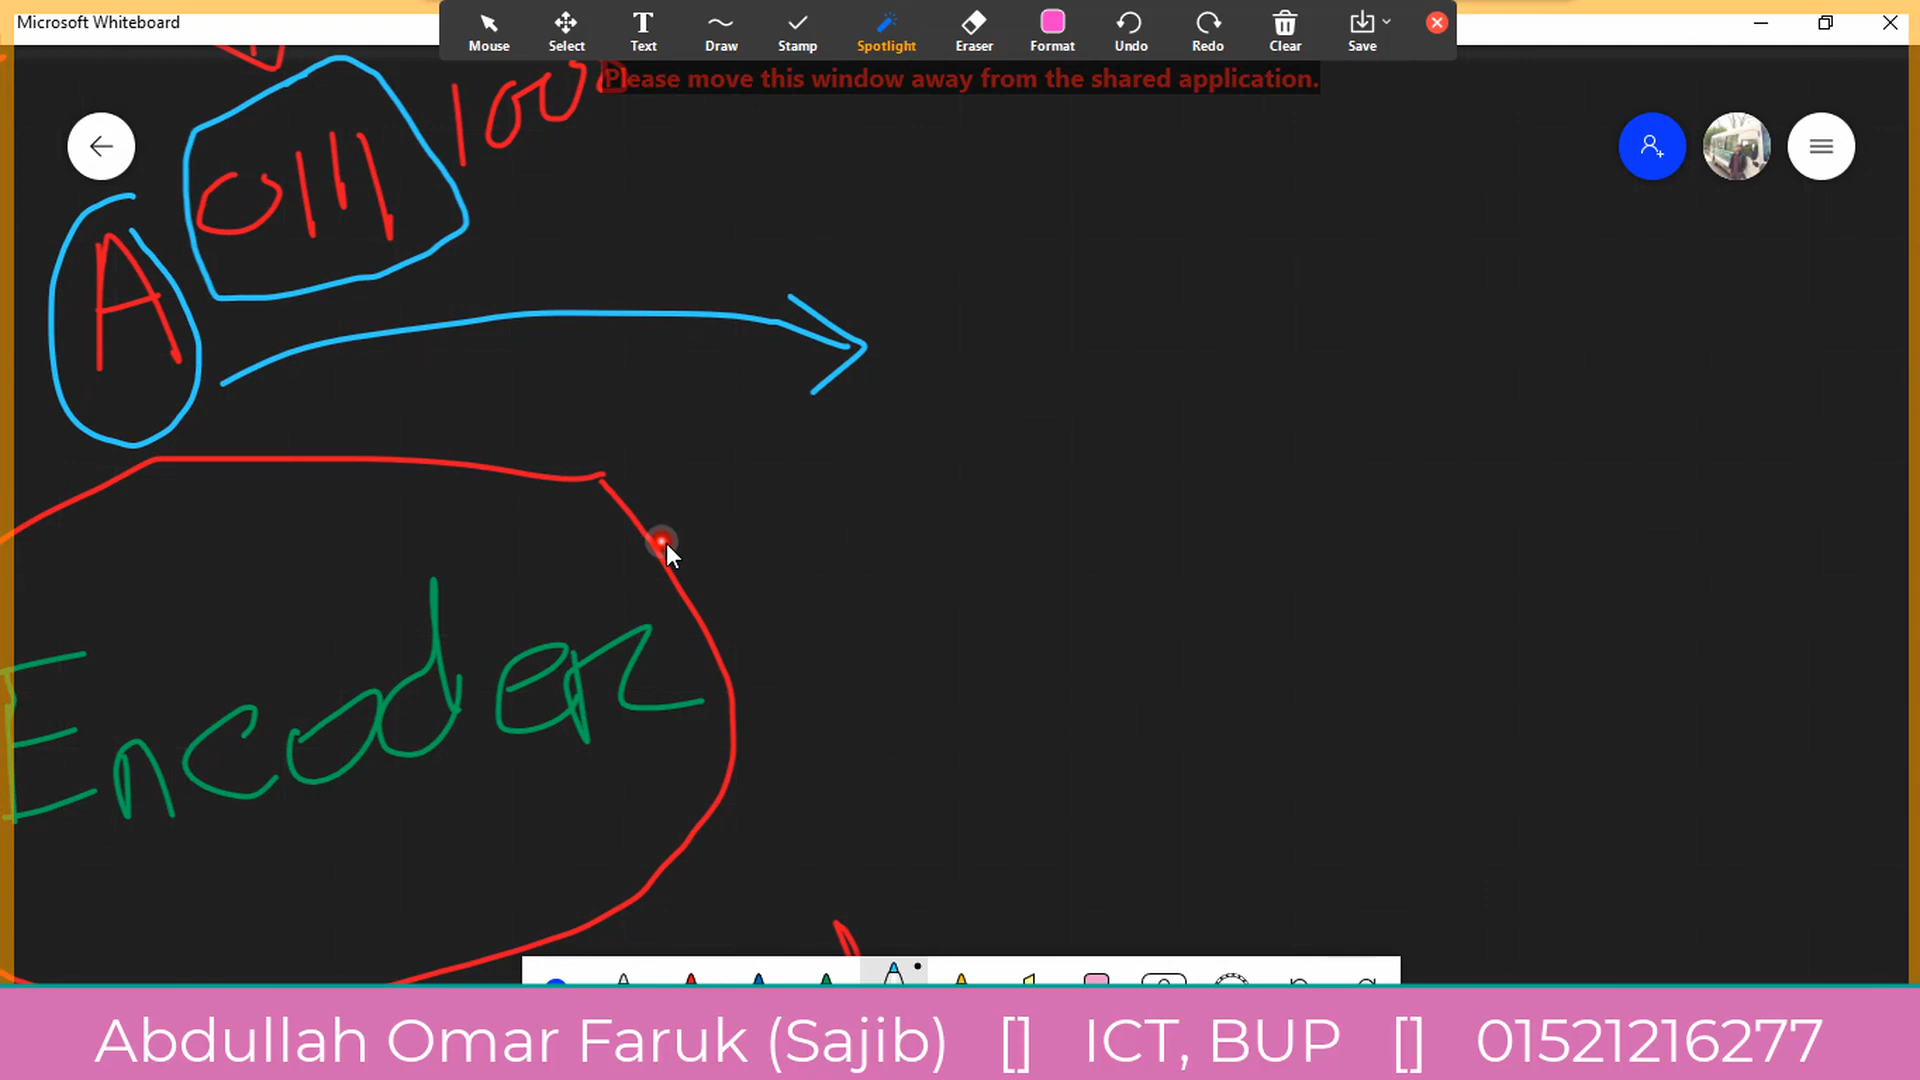 Microsoft Whiteboard
Mouse Select Text Draw Stamp Spotlight Eraser Format Undo Redo Clear Save
Please move this window away from the shared application.
1000
0111
A
Encoder
Abdullah Omar Faruk (Sajib) [] ICT, BUP [] 01521216277